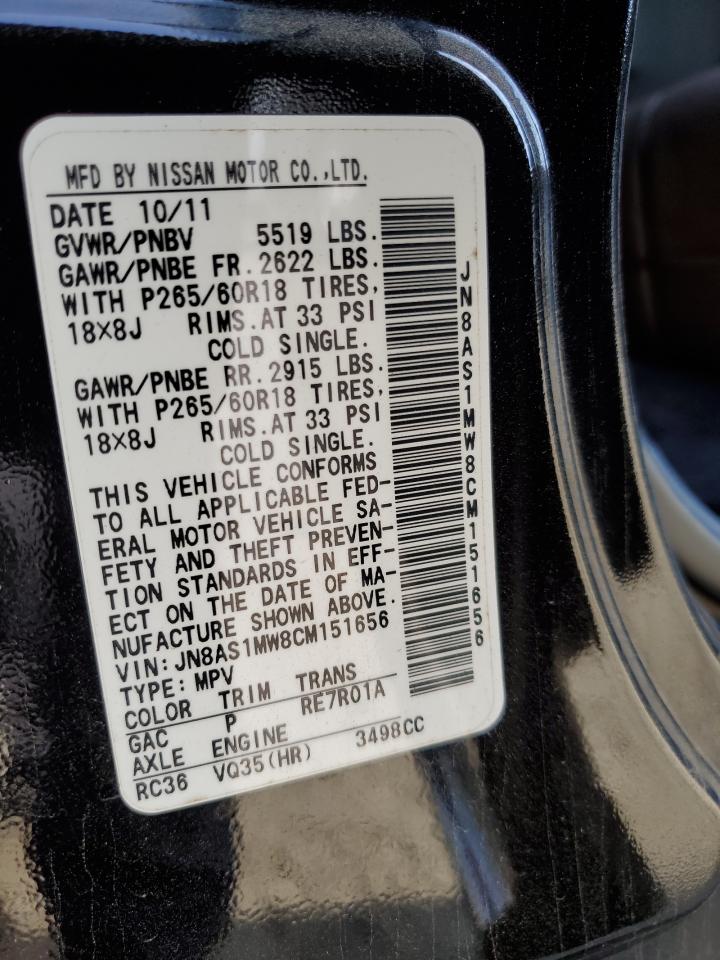 MFD BY NISSAN MOTOR CO.,LTD.
DATE 10/11
GVWR/PNBV 5519 LBS.
GAWR/PNBE FR. 2622 LBS.
WITH P265/60R18 TIRES,
18X8J RIMS.AT 33 PSI
COLD SINGLE.
GAWR/PNBE RR. 2915 LBS.
WITH P265/60R18 TIRES,
18X8J RIMS.AT 33 PSI
COLD SINGLE.
THIS VEHICLE CONFORMS
TO ALL APPLICABLE FED-
ERAL MOTOR VEHICLE SA-
FETY AND THEFT PREVEN-
TION STANDARDS IN EFF-
ECT ON THE DATE OF MA-
NUFACTURE SHOWN ABOVE.
VIN: JN8AS1MW8CM151656
TYPE: MPV
COLOR TRIM TRANS
GAC P RE7R01A
AXLE ENGINE
RC36 VQ35(HR) 3498CC
JN8AS1MW8CM151656